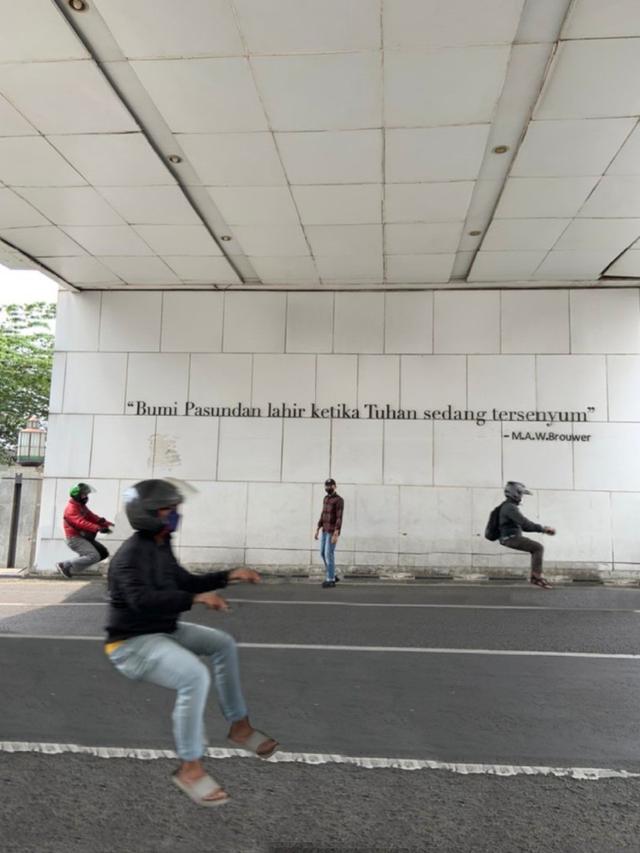 “Bumi Pasundan lahir ketika Tuhan sedang tersenyum”
- M.A.W.Brouwer